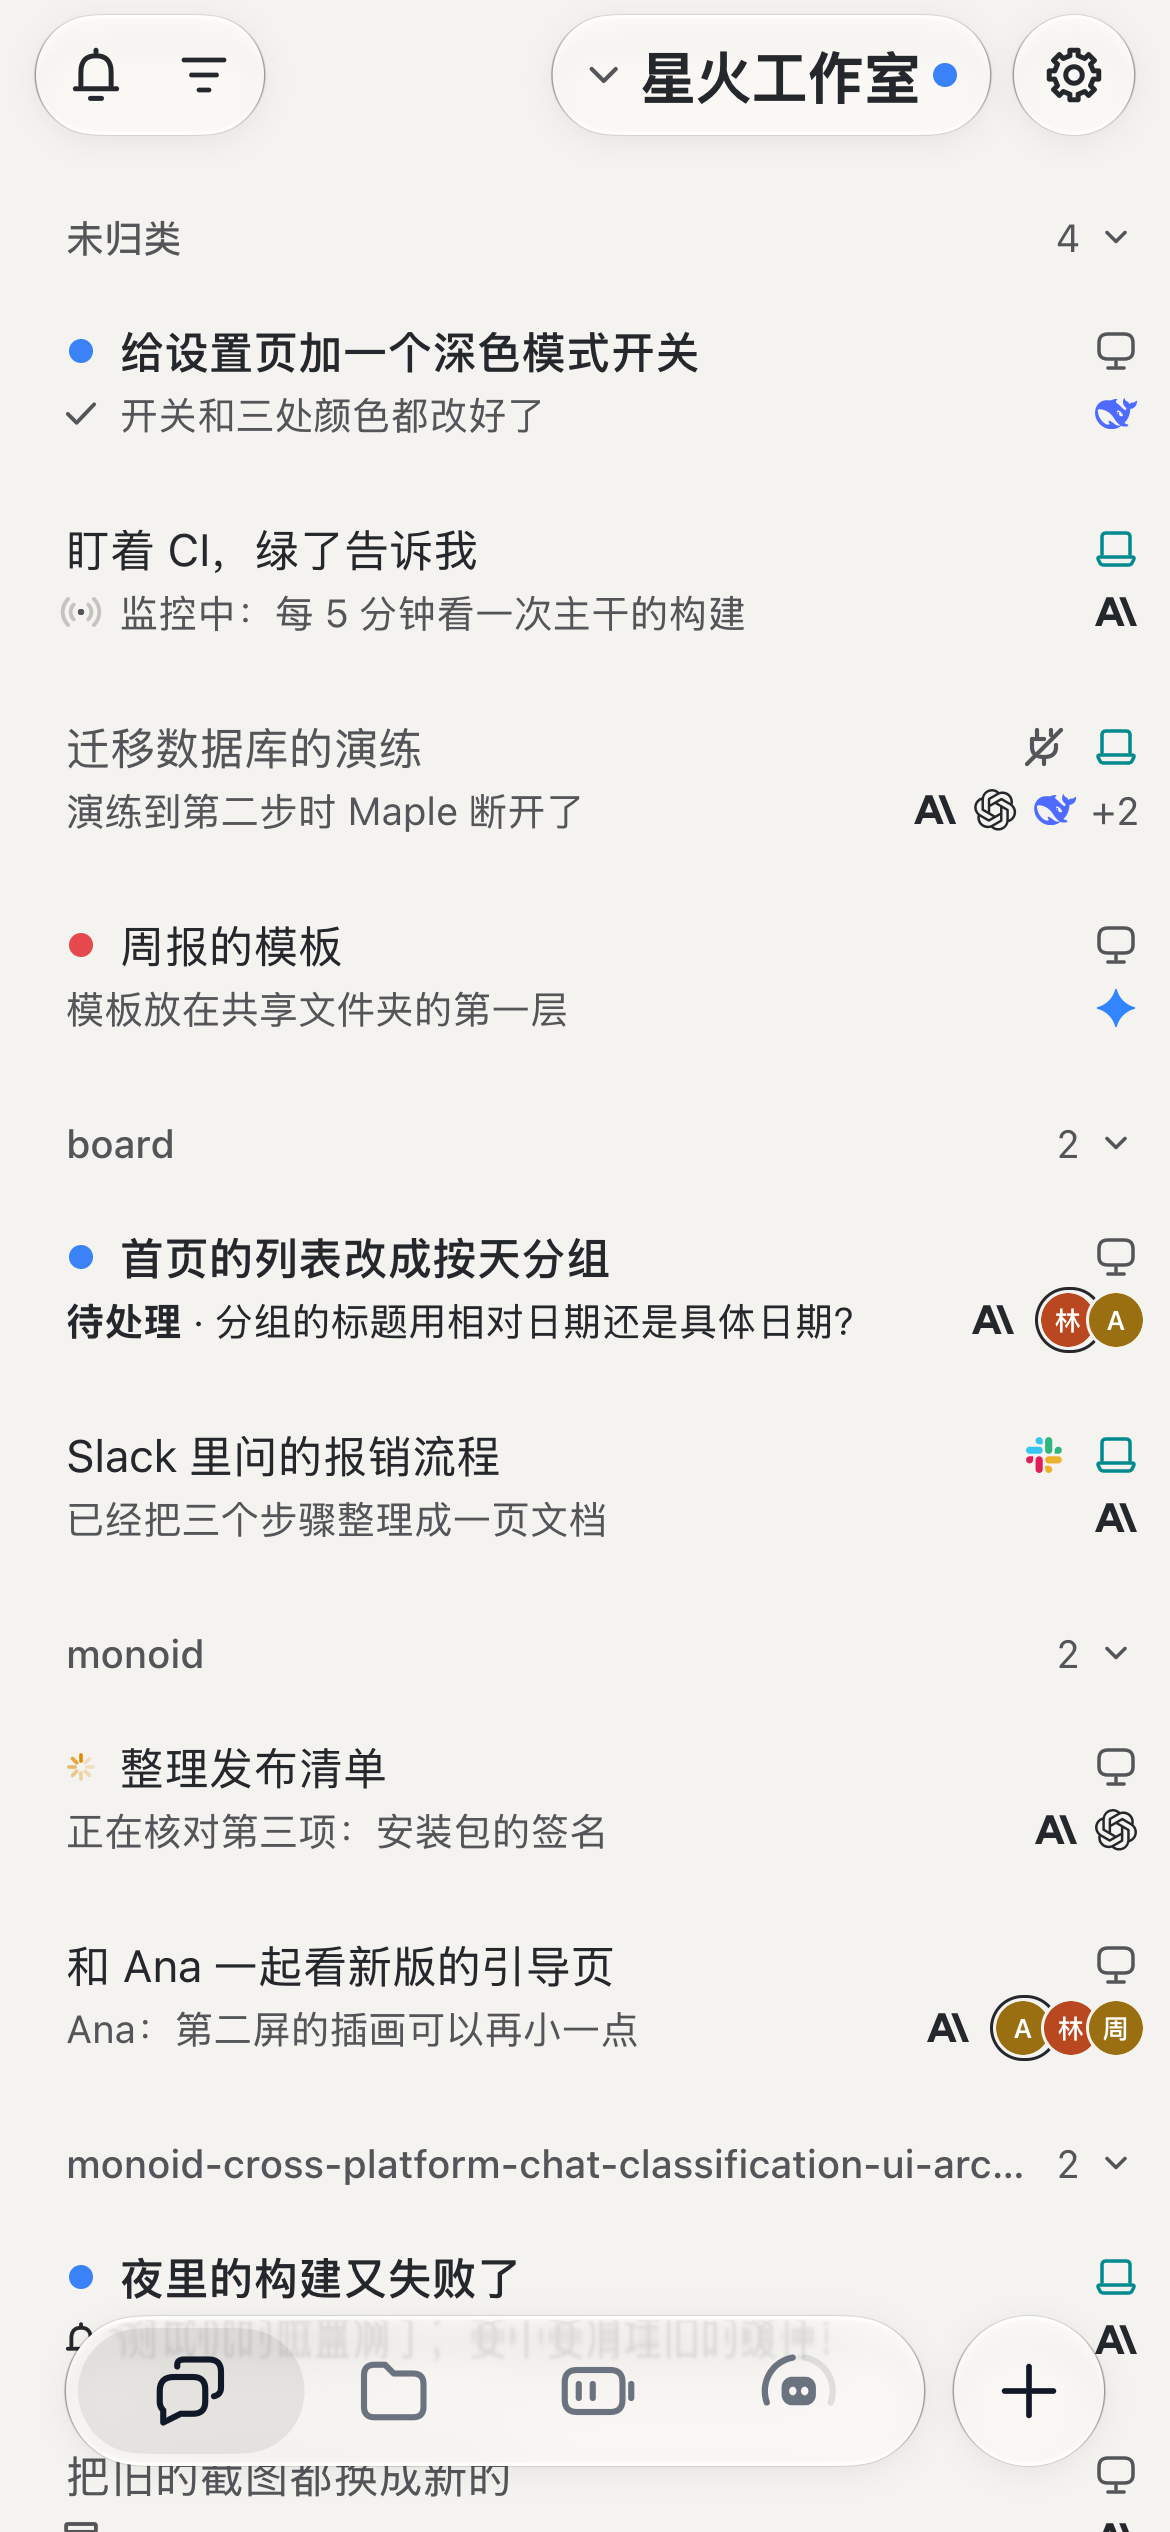 星火工作室
未归类 4
给设置页加一个深色模式开关
开关和三处颜色都改好了
盯着 CI，绿了告诉我
监控中：每 5 分钟看一次主干的构建
迁移数据库的演练
演练到第二步时 Maple 断开了 +2
周报的模板
模板放在共享文件夹的第一层
board 2
首页的列表改成按天分组
待处理 · 分组的标题用相对日期还是具体日期? 林 A
Slack 里问的报销流程
已经把三个步骤整理成一页文档
monoid 2
整理发布清单
正在核对第三项：安装包的签名
和 Ana 一起看新版的引导页
Ana：第二屏的插画可以再小一点 A 林 周
monoid-cross-platform-chat-classification-ui-arc... 2
夜里的构建又失败了
把旧的截图都换成新的